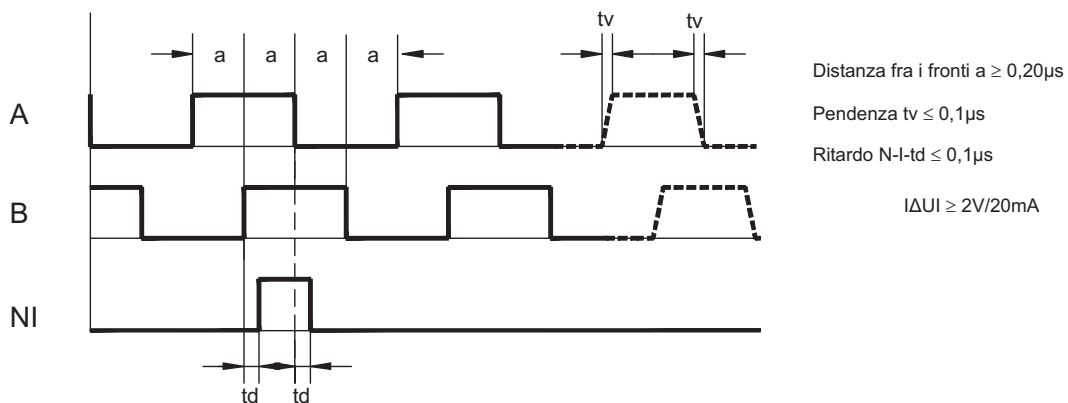 tv
tv
a a a a
Distanza fra i fronti a ≥ 0,20µs
A
Pendenza tv ≤ 0,1µs
Ritardo N-I-td ≤ 0,1µs
B
IΔUI ≥ 2V/20mA
NI
td td